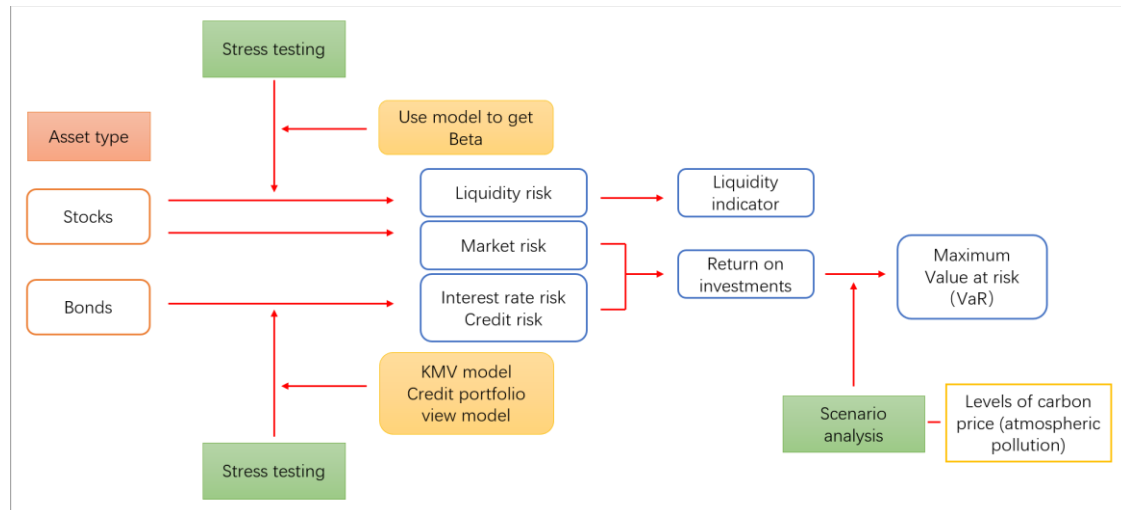 Stress testing
Use model to get
Beta
Asset type
Liquidity risk
Liquidity
indicator
Stocks
Market risk
Return on
investments
Maximum
Value at risk
(VaR)
Bonds
Interest rate risk
Credit risk
KMV model
Credit portfolio
view model
Scenario
analysis
Levels of carbon
price (atmospheric
pollution)
Stress testing